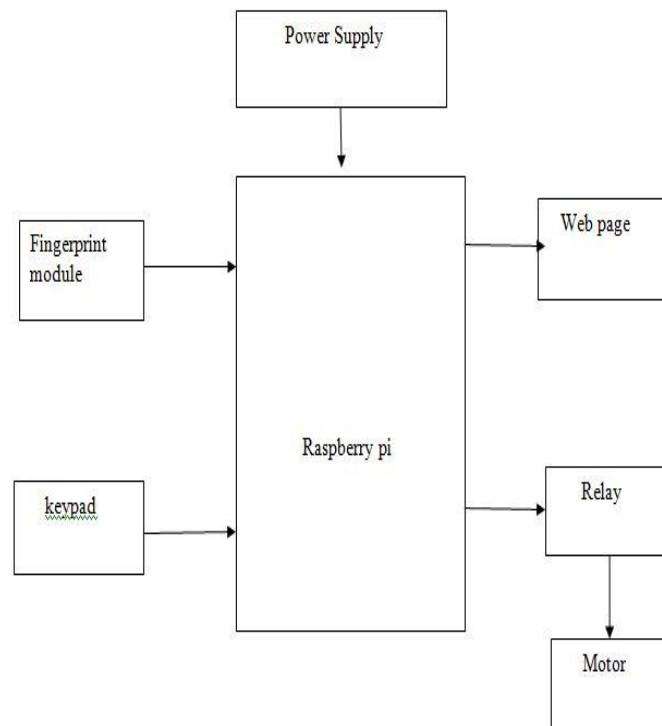 Power Supply
Fingerprint
module
Web page
Raspberry pi
keypad
Relay
Motor